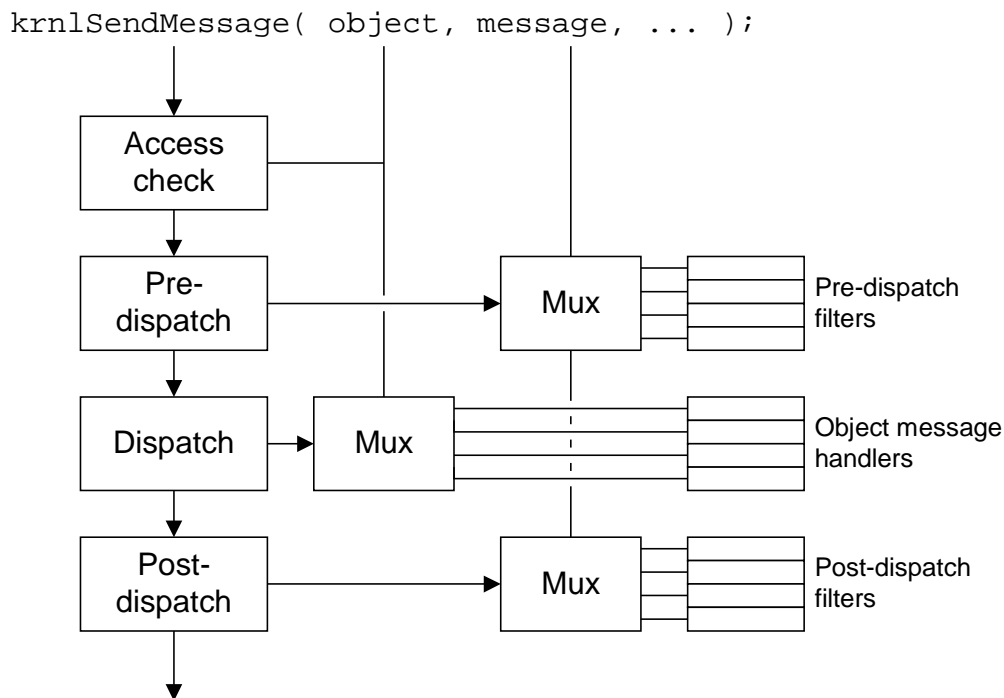 krnlSendMessage( object, message, ... );
Access
check
Pre-
dispatch
Mux
Pre-dispatch
filters
Dispatch
Mux
Object message
handlers
Post-
dispatch
Mux
Post-dispatch
filters